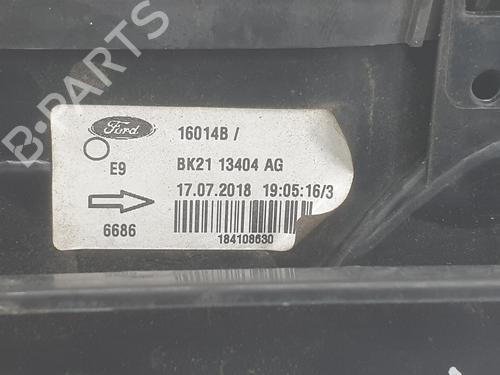 B-PARTS
Ford
16014B /
E9
BK21 13404 AG
17.07.2018 19:05:16/3
6686
184108630